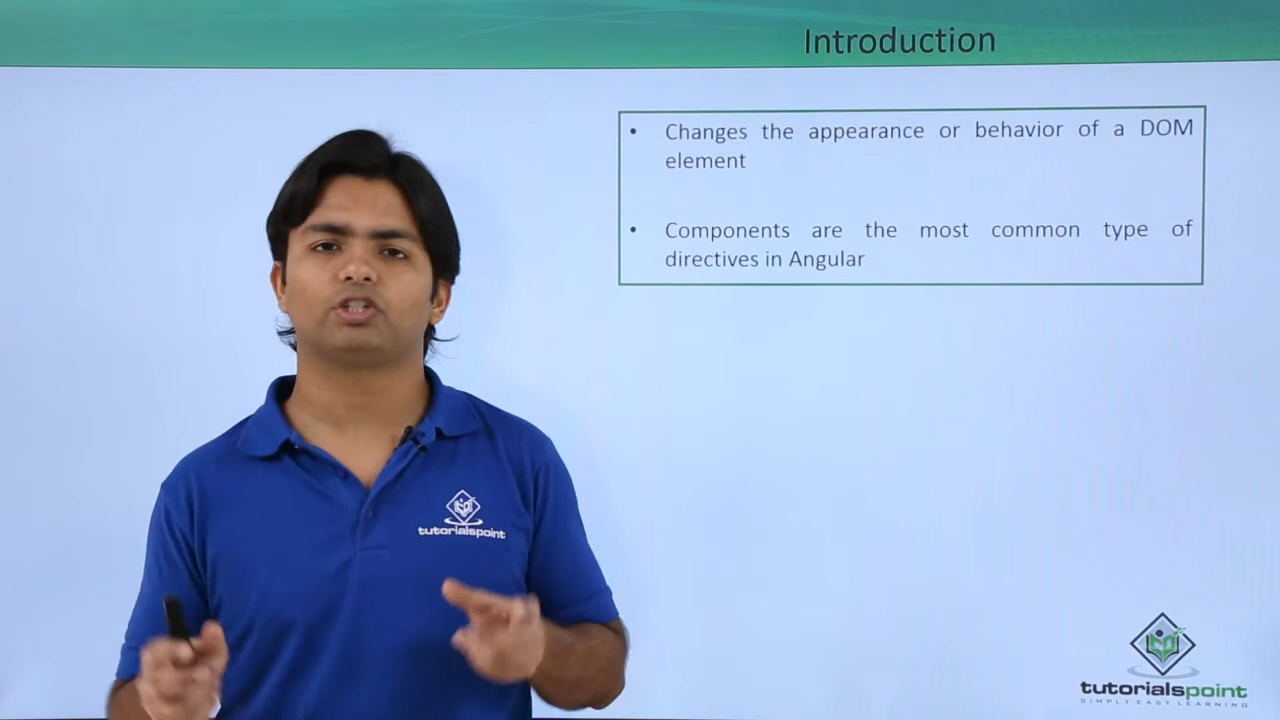 Introduction
• Changes the appearance or behavior of a DOM
element
• Components are the most common type of
directives in Angular
tutorialspoint
tutorialspoint
SIMPLY EASY LEARNING